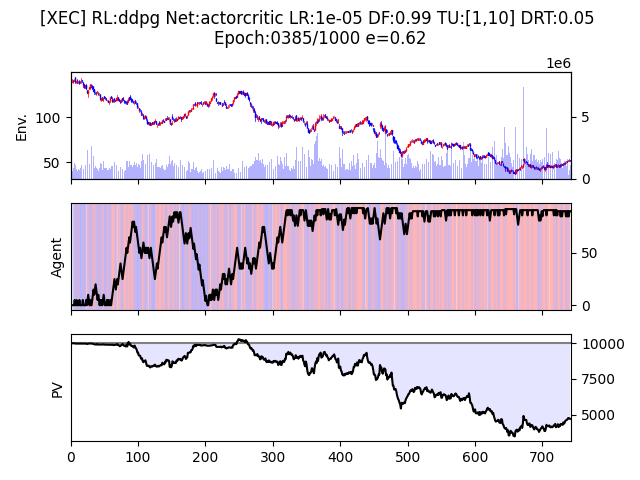 [XEC] RL:ddpg Net:actorcritic LR:1e-05 DF:0.99 TU:[1,10] DRT:0.05
Epoch:0385/1000 e=0.62
1e6
Env.
100
50
5
0
Agent
50
0
PV
10000
7500
5000
0 100 200 300 400 500 600 700